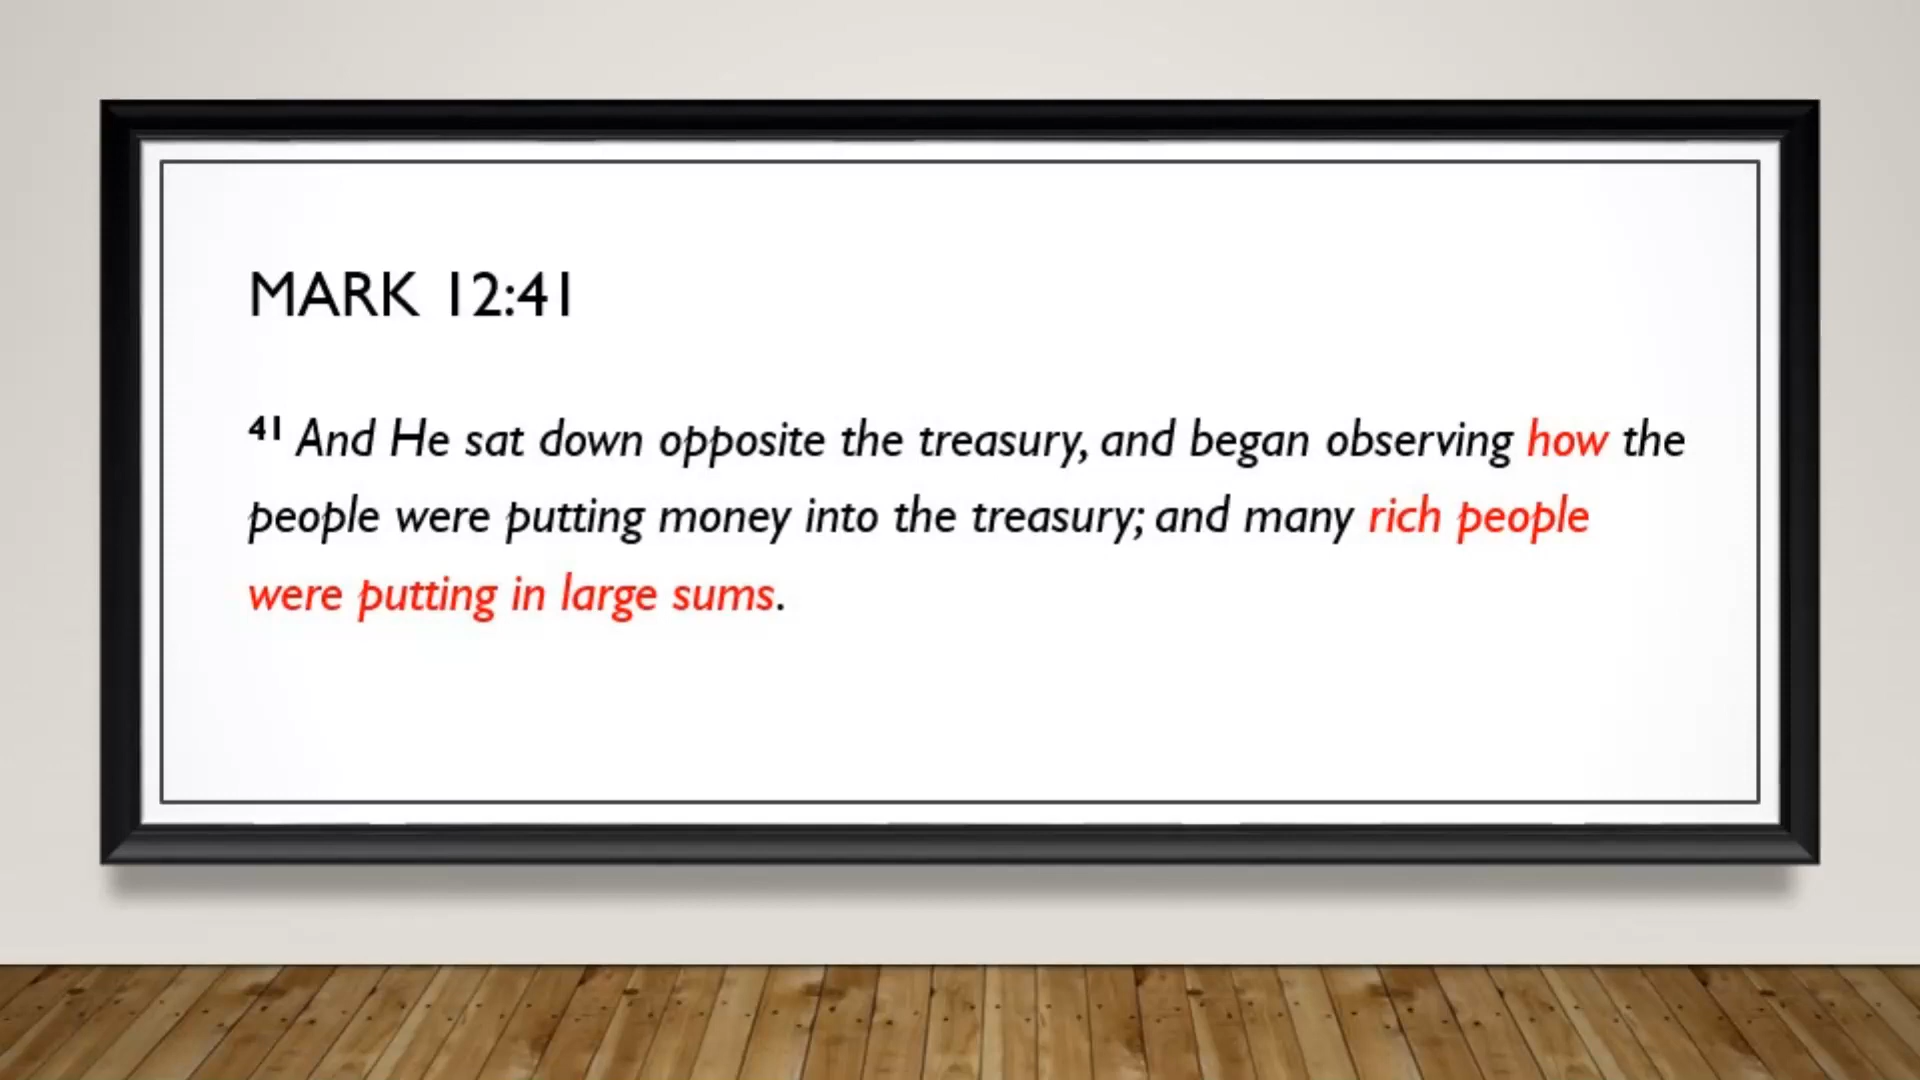 MARK 12:41
41 And He sat down opposite the treasury, and began observing how the
people were putting money into the treasury; and many rich people
were putting in large sums.